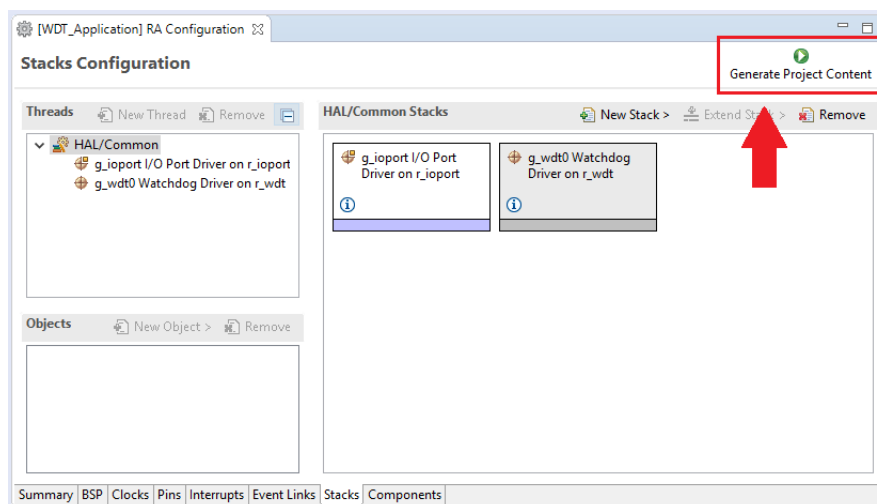 [WDT_Application] RA Configuration
Stacks Configuration
Generate Project Content
Threads
New Thread
Remove
HAL/Common Stacks
New Stack >
Extend Stack >
Remove
HAL/Common
g_ioport I/O Port Driver on r_ioport
g_wdt0 Watchdog Driver on r_wdt
g_ioport I/O Port
Driver on r_ioport
g_wdt0 Watchdog
Driver on r_wdt
Objects
New Object >
Remove
Summary
BSP
Clocks
Pins
Interrupts
Event Links
Stacks
Components